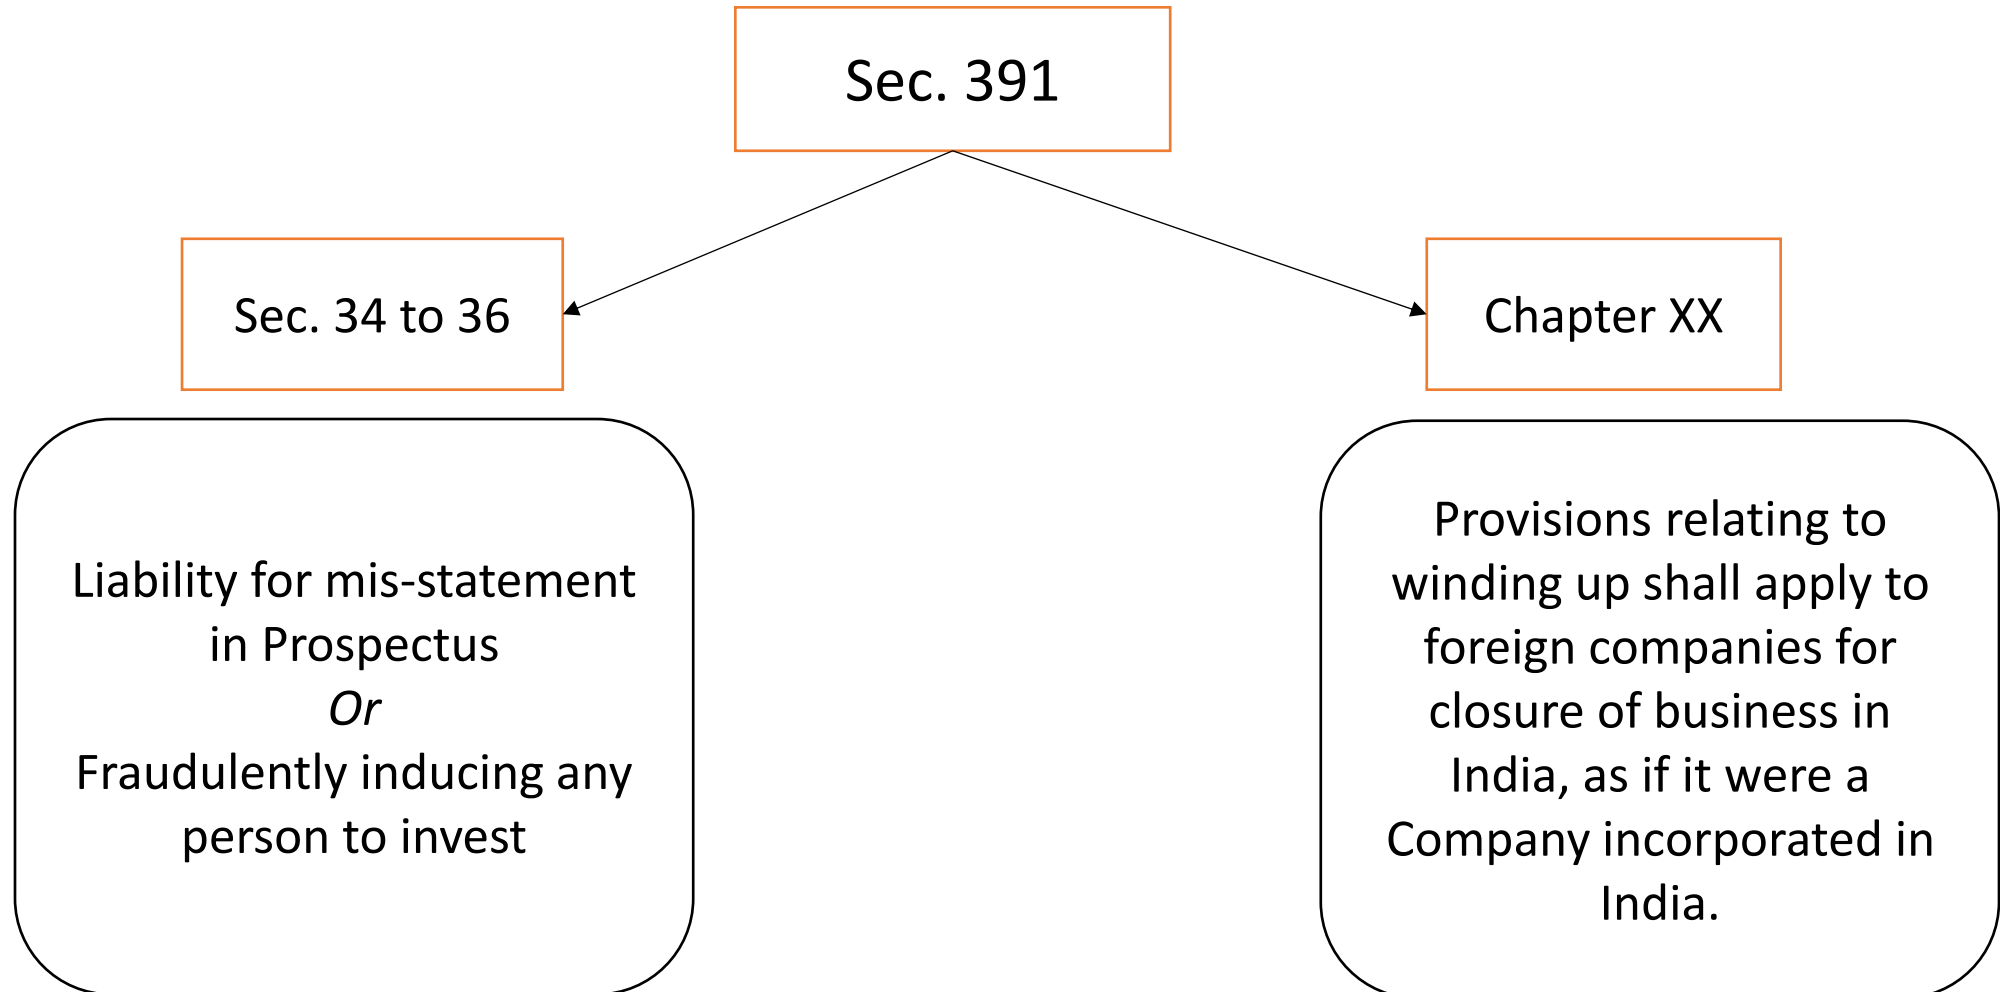 Sec. 391
Sec. 34 to 36
Chapter XX
Liability for mis-statement
in Prospectus
Or
Fraudulently inducing any
person to invest
Provisions relating to
winding up shall apply to
foreign companies for
closure of business in
India, as if it were a
Company incorporated in
India.